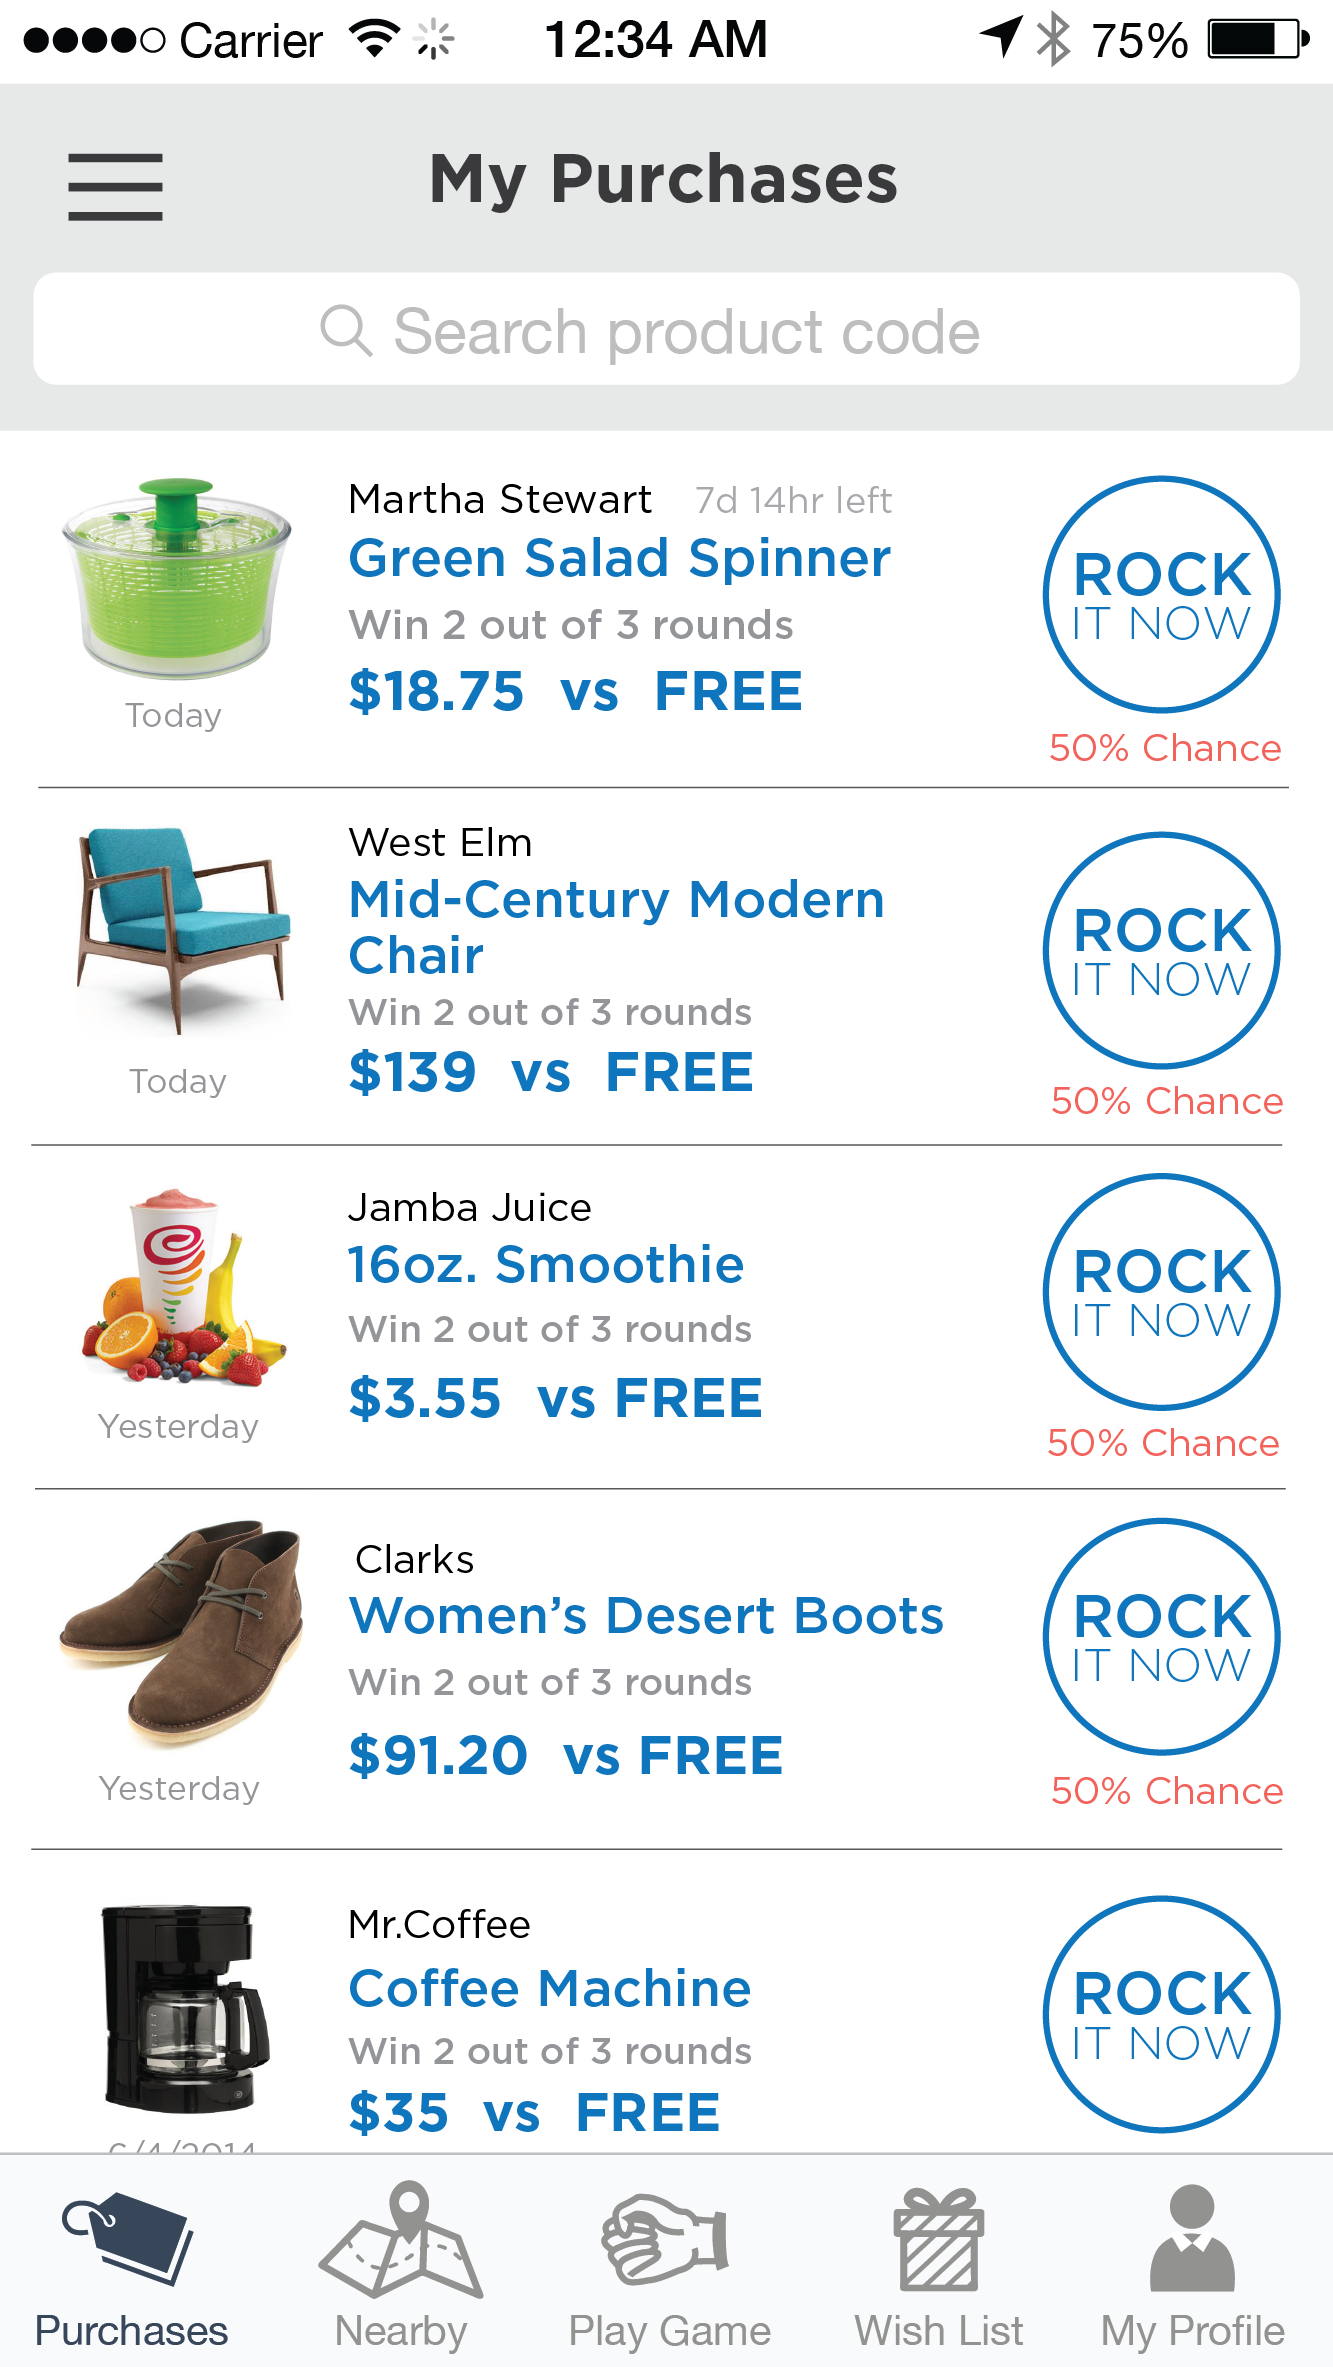 Carrier 12:34 AM 75%
My Purchases
Search product code
Martha Stewart 7d 14hr left
Green Salad Spinner
Win 2 out of 3 rounds
$18.75 vs FREE
Today
ROCK
IT NOW
50% Chance
West Elm
Mid-Century Modern
Chair
Win 2 out of 3 rounds
$139 vs FREE
Today
ROCK
IT NOW
50% Chance
Jamba Juice
16oz. Smoothie
Win 2 out of 3 rounds
$3.55 vs FREE
Yesterday
ROCK
IT NOW
50% Chance
Clarks
Women's Desert Boots
Win 2 out of 3 rounds
$91.20 vs FREE
Yesterday
ROCK
IT NOW
50% Chance
Mr.Coffee
Coffee Machine
Win 2 out of 3 rounds
$35 vs FREE
6/4/2014
ROCK
IT NOW
Purchases Nearby Play Game Wish List My Profile